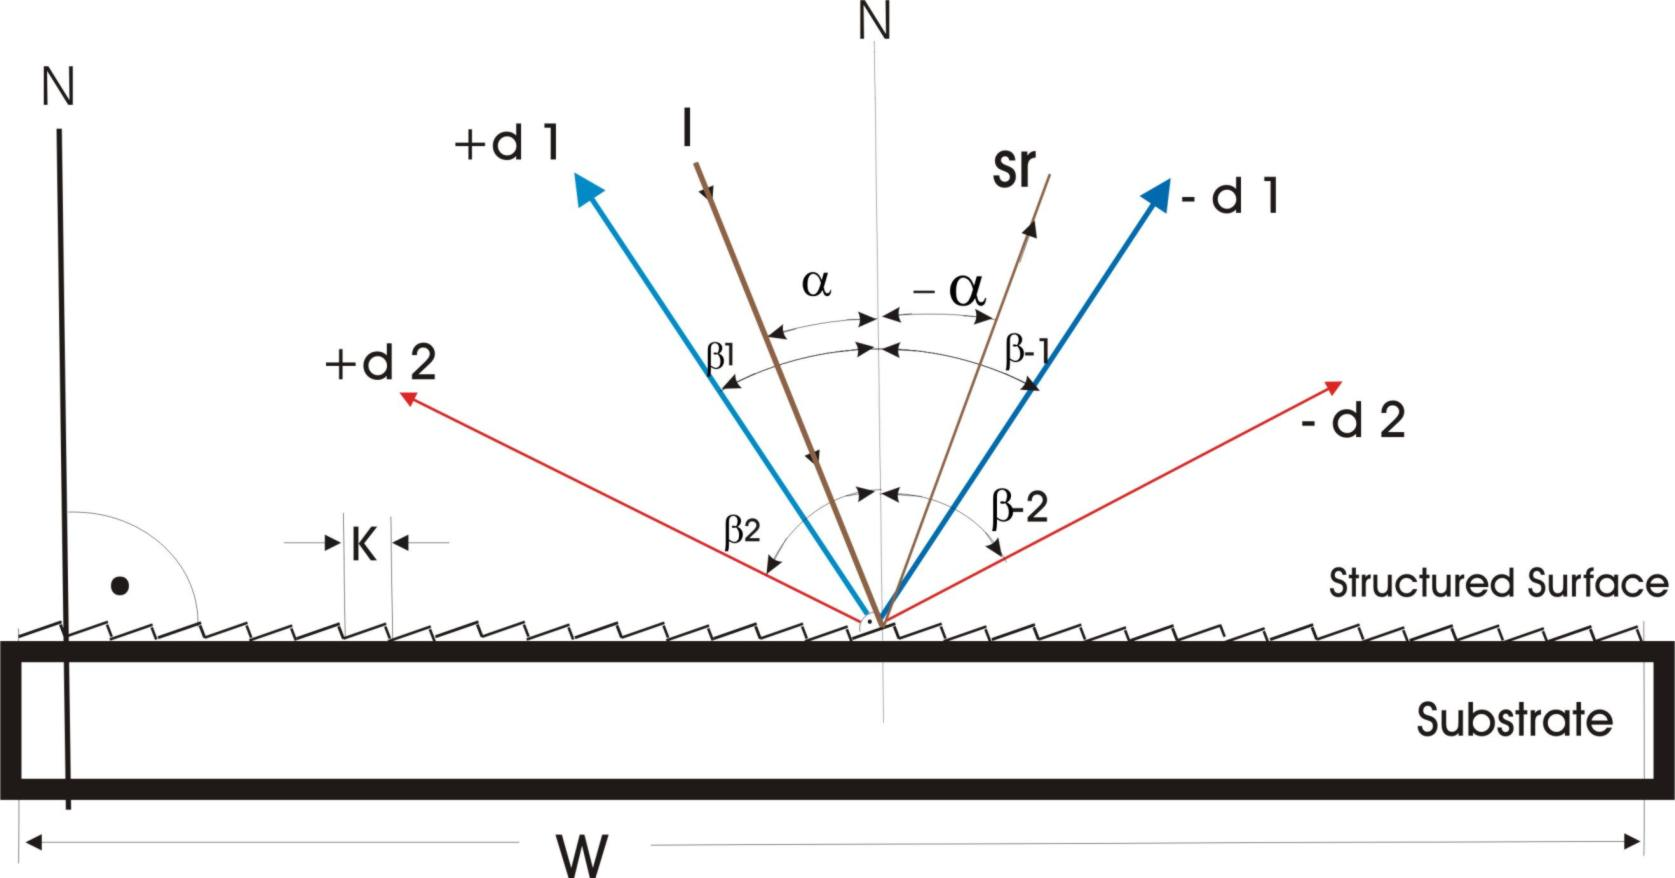 N
N
+d 1
I
sr
- d 1
α
– α
β1
β-1
+d 2
- d 2
β2
β-2
K
Structured Surface
Substrate
W